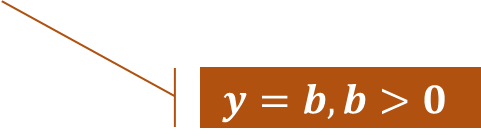 y = b, b > 0